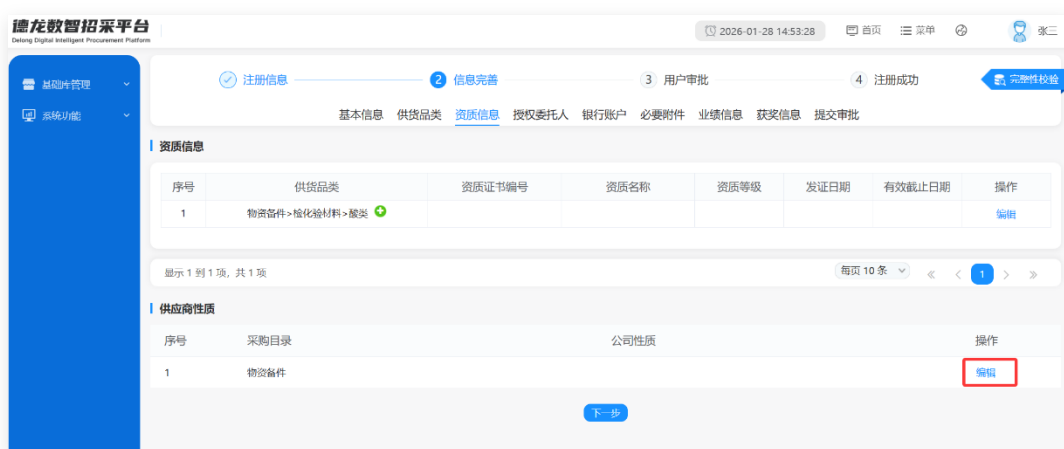 德龙数智招采平台
Delong Digital Intelligent Procurement Platform
2026-01-28 14:53:28 首页 菜单 张三
基础库管理
系统功能
注册信息 2 信息完善 3 用户审批 4 注册成功 完整性校验
基本信息 供货品类 资质信息 授权委托人 银行账户 必要附件 业绩信息 获奖信息 提交审批
资质信息
序号 供货品类 资质证书编号 资质名称 资质等级 发证日期 有效截止日期 操作
1 物资备件>检化验材料>酸类 编辑
显示 1 到 1 项，共 1 项 每页 10 条 « < 1 > »
供应商性质
序号 采购目录 公司性质 操作
1 物资备件 编辑
下一步